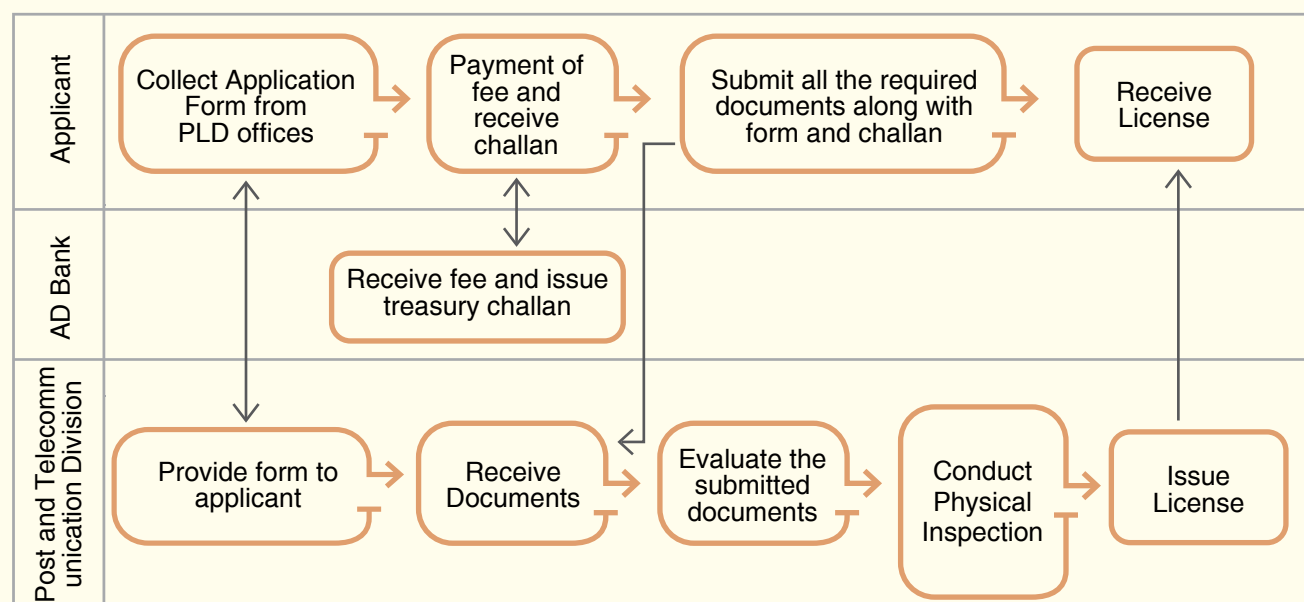 Applicant
Collect Application
Form from
PLD offices
Payment of
fee and
receive
challan
Submit all the required
documents along with
form and challan
Receive
License
AD Bank
Receive fee and issue
treasury challan
Post and Telecomm
unication Division
Provide form to
applicant
Receive
Documents
Evaluate the
submitted
documents
Conduct
Physical
Inspection
Issue
License